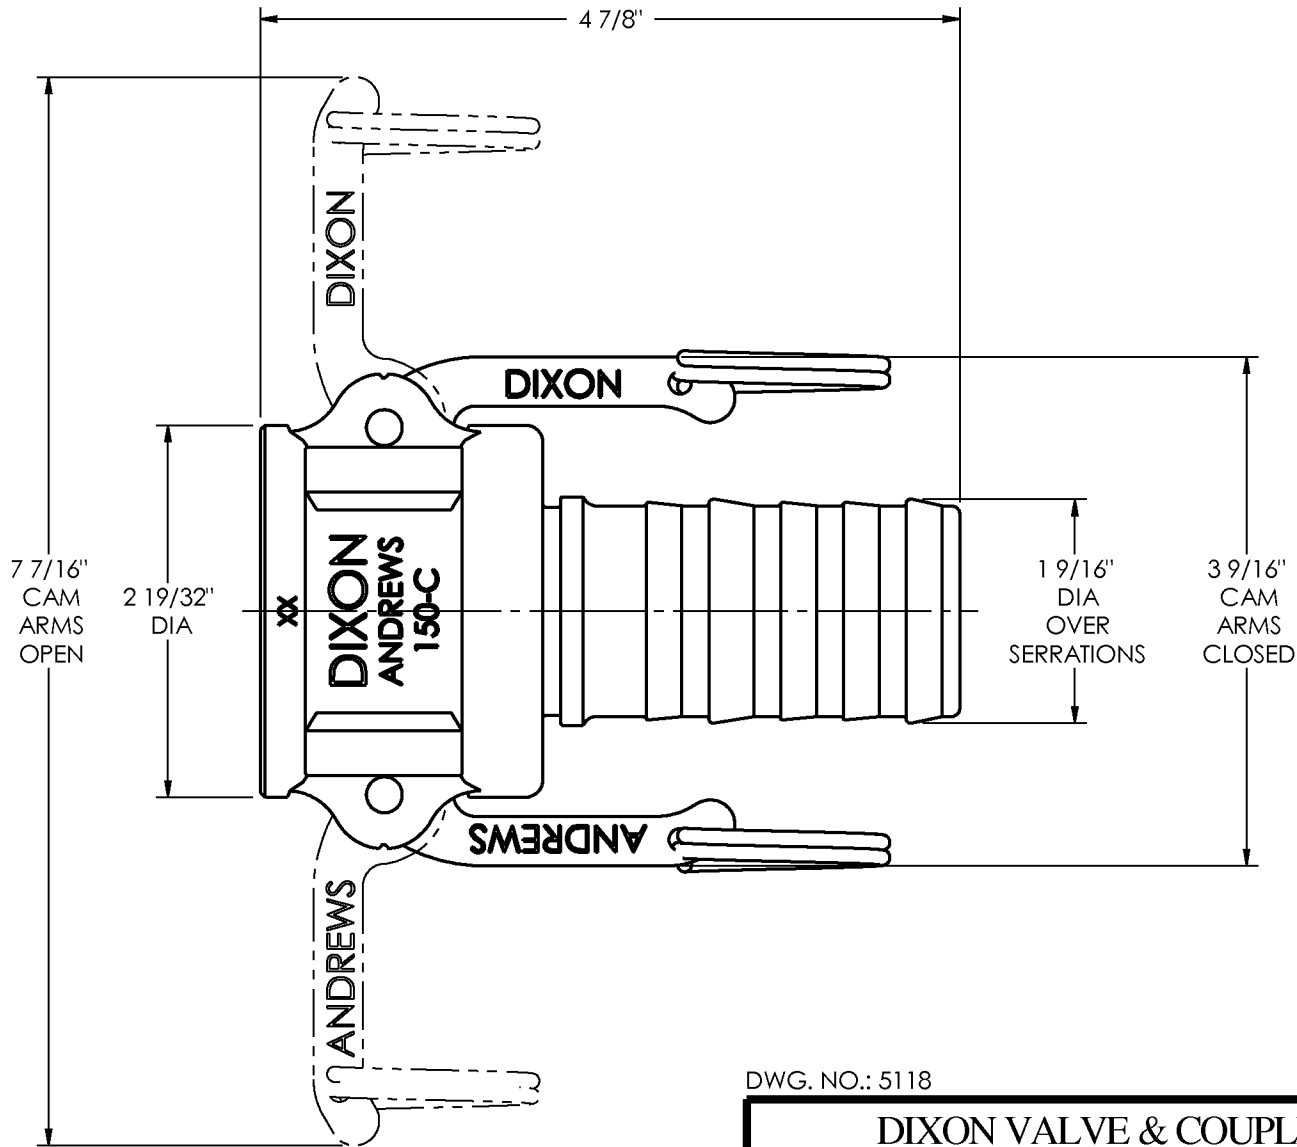 4 7/8"
DIXON
DIXON
7 7/16"
CAM
ARMS
OPEN
2 19/32"
DIA
XX
DIXON
ANDREWS
150-C
1 9/16"
DIA
OVER
SERRATIONS
3 9/16"
CAM
ARMS
CLOSED
ANDREWS
ANDREWS
DWG. NO.: 5118
DIXON VALVE & COUPL